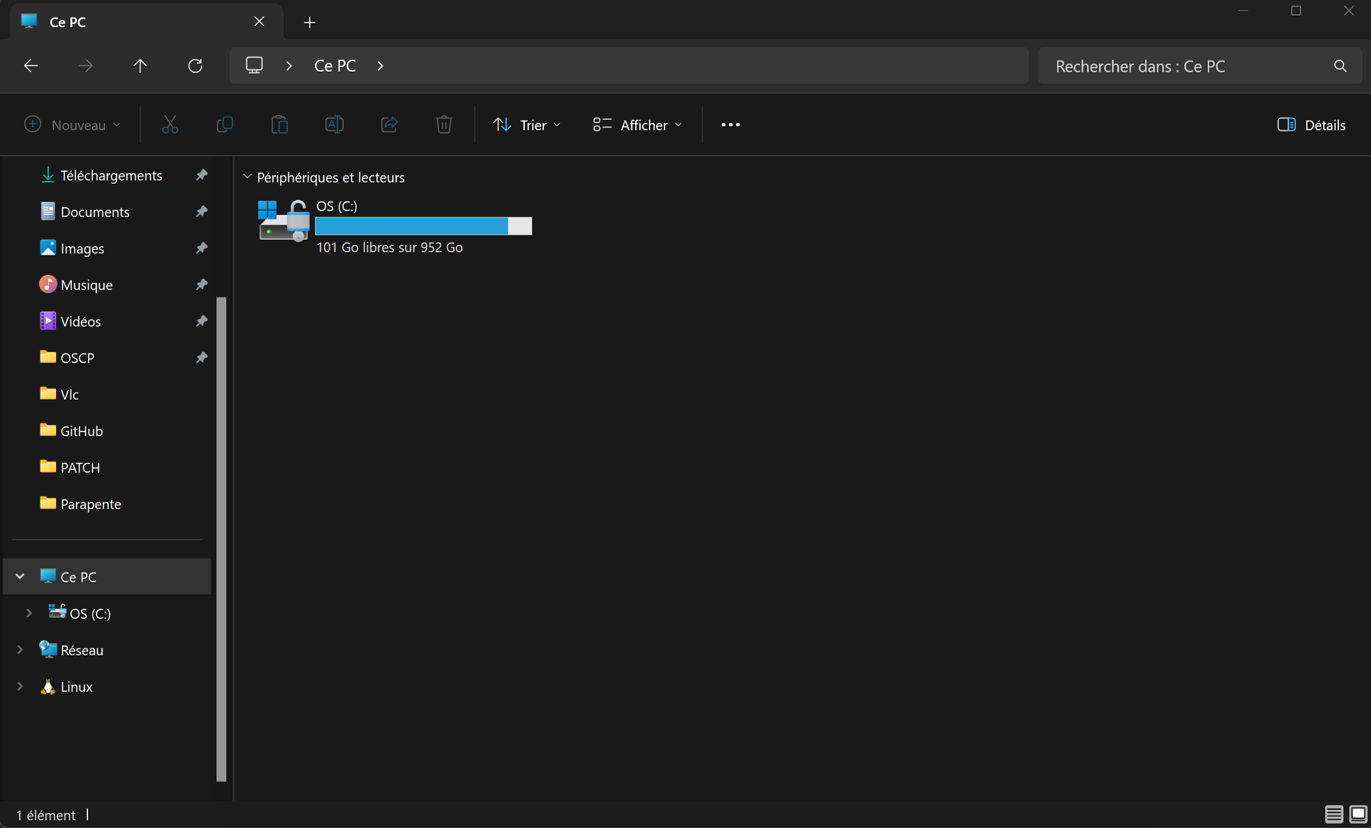 Ce PC
Ce PC
Rechercher dans : Ce PC
Nouveau
Trier
Afficher
Détails
Téléchargements
Documents
Images
Musique
Vidéos
OSCP
Vlc
GitHub
PATCH
Parapente
Ce PC
OS (C:)
Réseau
Linux
Périphériques et lecteurs
OS (C:)
101 Go libres sur 952 Go
1 élément